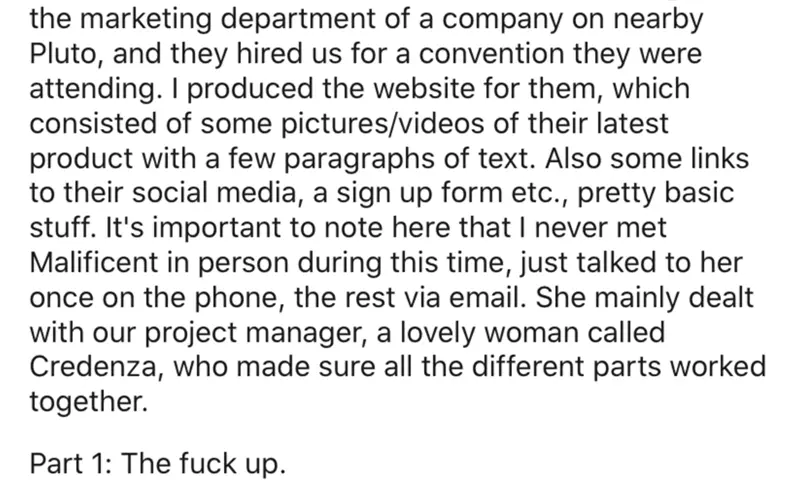 the marketing department of a company on nearby
Pluto, and they hired us for a convention they were
attending. I produced the website for them, which
consisted of some pictures/videos of their latest
product with a few paragraphs of text. Also some links
to their social media, a sign up form etc., pretty basic
stuff. It's important to note here that I never met
Malificent in person during this time, just talked to her
once on the phone, the rest via email. She mainly dealt
with our project manager, a lovely woman called
Credenza, who made sure all the different parts worked
together.
Part 1: The fuck up.